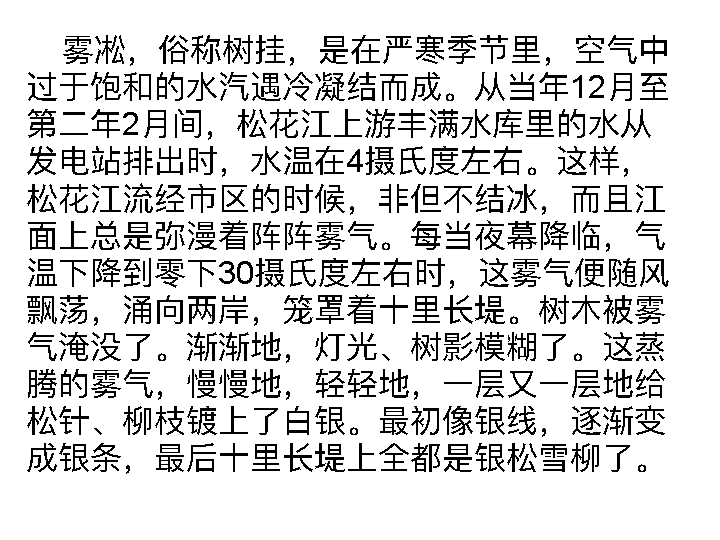 雾凇，俗称树挂，是在严寒季节里，空气中
过于饱和的水汽遇冷凝结而成。从当年12月至
第二年2月间，松花江上游丰满水库里的水从
发电站排出时，水温在4摄氏度左右。这样，
松花江流经市区的时候，非但不结冰，而且江
面上总是弥漫着阵阵雾气。每当夜幕降临，气
温下降到零下30摄氏度左右时，这雾气便随风
飘荡，涌向两岸，笼罩着十里长堤。树木被雾
气淹没了。渐渐地，灯光、树影模糊了。这蒸
腾的雾气，慢慢地，轻轻地，一层又一层地给
松针、柳枝镀上了白银。最初像银线，逐渐变
成银条，最后十里长堤上全都是银松雪柳了。